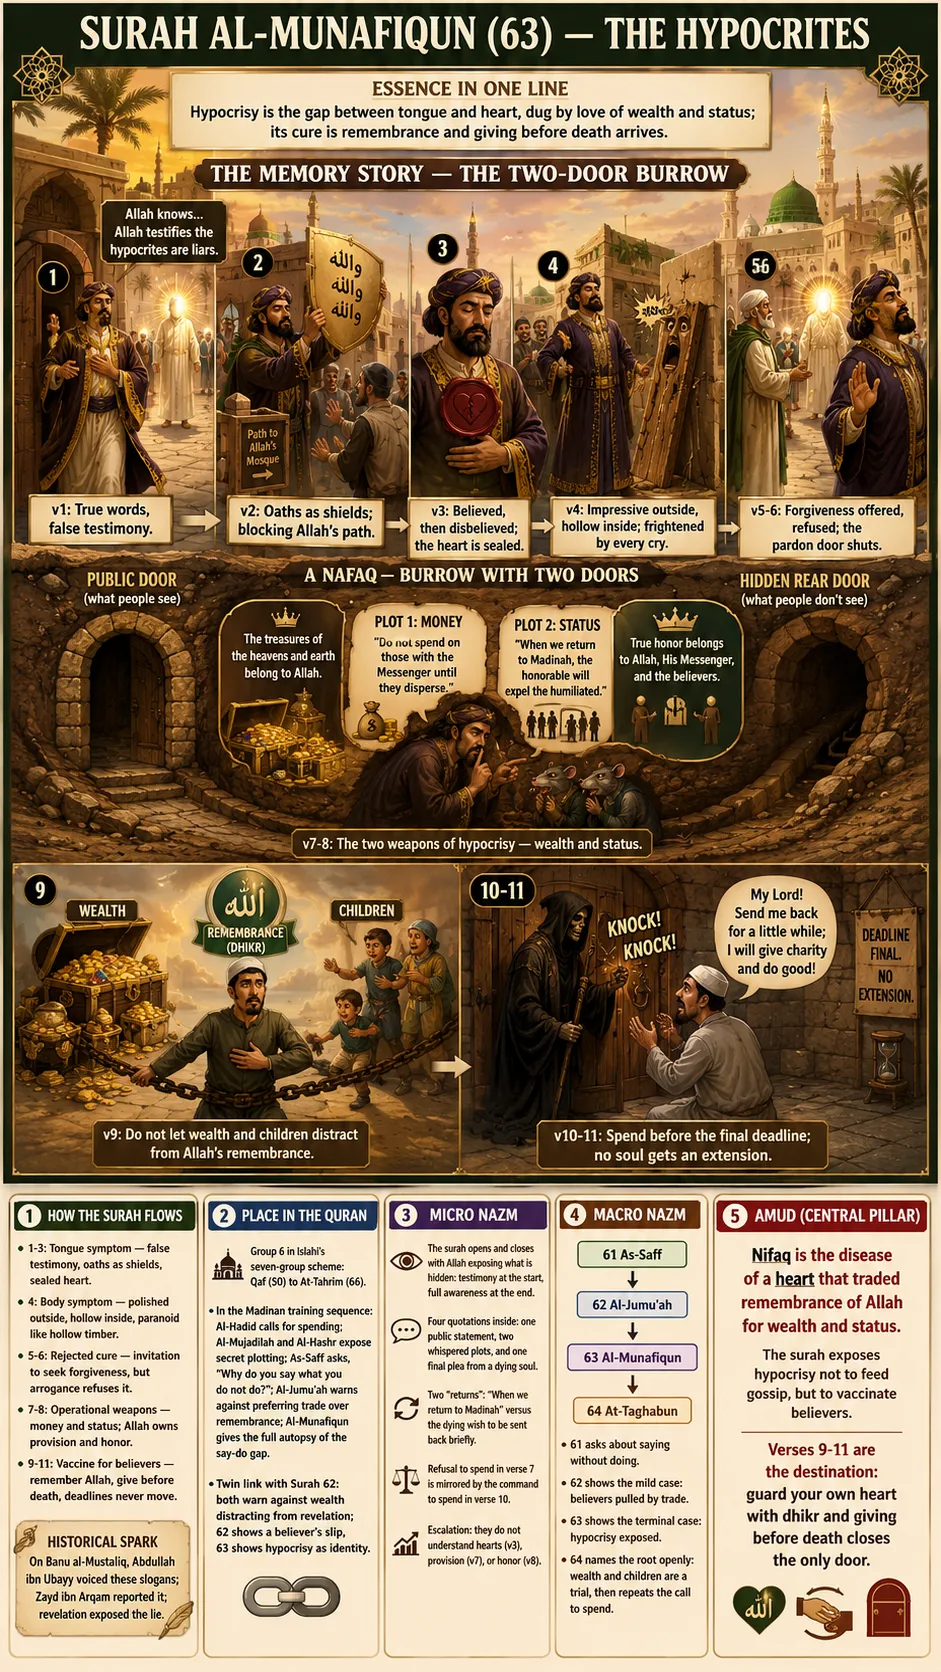 SURAH AL-MUNAFIQUN (63) — THE HYPOCRITES
ESSENCE IN ONE LINE
Hypocrisy is the gap between tongue and heart, dug by love of wealth and status;
its cure is remembrance and giving before death arrives.
THE MEMORY STORY — THE TWO-DOOR BURROW
Allah knows...
Allah testifies the
hypocrites are liars.
1
v1: True words,
false testimony.
2
والله
والله
والله
Path to
Allah's
Mosque
v2: Oaths as shields;
blocking Allah's path.
3
v3: Believed,
then disbelieved;
the heart is sealed.
4
v4: Impressive outside,
hollow inside; frightened
by every cry.
56
v5-6: Forgiveness offered,
refused; the
pardon door shuts.
A NAFAQ — BURROW WITH TWO DOORS
PUBLIC DOOR
(what people see)
HIDDEN REAR DOOR
(what people don't see)
The treasures of
the heavens and earth
belong to Allah.
PLOT 1: MONEY
"Do not spend on
those with the
Messenger until
they disperse."
$
PLOT 2: STATUS
"When we return
to Madinah, the
honorable will
expel the humiliated."
True honor belongs
to Allah, His Messenger,
and the believers.
v7-8: The two weapons of hypocrisy — wealth and status.
9
WEALTH
الله
REMEMBRANCE
(DHIKR)
CHILDREN
v9: Do not let wealth and children distract
from Allah's remembrance.
10-11
KNOCK!
KNOCK!
My Lord!
Send me back
for a little while;
I will give charity
and do good!
DEADLINE
FINAL.
NO
EXTENSION.
v10-11: Spend before the final deadline;
no soul gets an extension.
1 HOW THE SURAH FLOWS
• 1-3: Tongue symptom — false
testimony, oaths as shields,
sealed heart.
• 4: Body symptom — polished
outside, hollow inside, paranoid
like hollow timber.
• 5-6: Rejected cure — invitation
to seek forgiveness, but
arrogance refuses it.
• 7-8: Operational weapons —
money and status; Allah owns
provision and honor.
• 9-11: Vaccine for believers —
remember Allah, give before
death, deadlines never move.
HISTORICAL SPARK
On Banu al-Mustaliq, Abdullah
ibn Ubayy voiced these slogans;
Zayd ibn Arqam reported it;
revelation exposed the lie.
2 PLACE IN THE QURAN
Group 6 in Islahi's
seven-group scheme:
Qaf (50) to At-Tahrim (66).
• In the Madinan training sequence:
Al-Hadid calls for spending;
Al-Mujadilah and Al-Hashr expose
secret plotting; As-Saff asks,
"Why do you say what you
do not do?"; Al-Jumu'ah warns
against preferring trade over
remembrance; Al-Munafiqun
gives the full autopsy of the
say-do gap.
• Twin link with Surah 62:
both warn against wealth
distracting from revelation;
62 shows a believer's slip,
63 shows hypocrisy as identity.
3 MICRO NAZM
The surah opens and closes
with Allah exposing what is
hidden: testimony at the start,
full awareness at the end.
Four quotations inside: one
public statement, two
whispered plots, and one
final plea from a dying soul.
Two "returns": "When we
return to Madinah" versus
the dying wish to be sent
back briefly.
Refusal to spend in verse 7
is mirrored by the command
to spend in verse 10.
Escalation: they do not
understand hearts (v3),
provision (v7), or honor (v8).
4 MACRO NAZM
61 As-Saff
62 Al-Jumu'ah
63 Al-Munafiqun
64 At-Taghabun
• 61 asks about saying
without doing.
• 62 shows the mild case:
believers pulled by trade.
• 63 shows the terminal case:
hypocrisy exposed.
• 64 names the root openly:
wealth and children are a
trial, then repeats the call
to spend.
5 AMUD (CENTRAL PILLAR)
Nifaq is the disease
of a heart that traded
remembrance of Allah
for wealth and status.
The surah exposes
hypocrisy not to feed
gossip, but to vaccinate
believers.
Verses 9-11 are
the destination:
guard your own heart
with dhikr and giving
before death closes
the only door.
الله